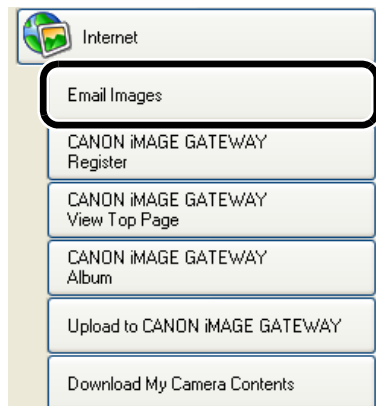 Internet
Email Images
CANON iMAGE GATEWAY
Register
CANON iMAGE GATEWAY
View Top Page
CANON iMAGE GATEWAY
Album
Upload to CANON iMAGE GATEWAY
Download My Camera Contents